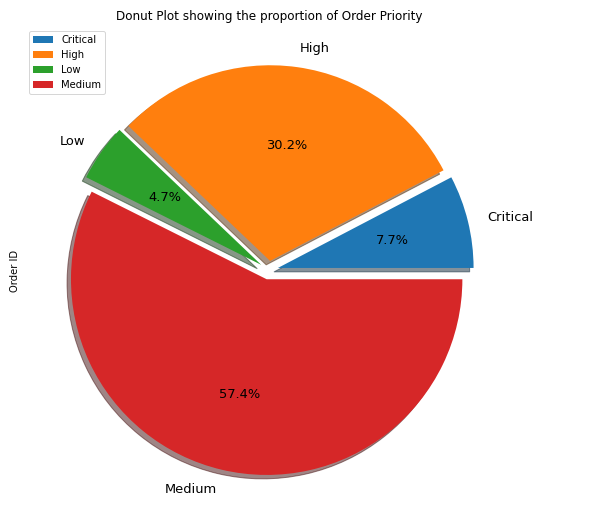 Donut Plot showing the proportion of Order Priority
Critical
High
Low
Medium
High
30.2%
Low
4.7%
Critical
7.7%
Order ID
57.4%
Medium